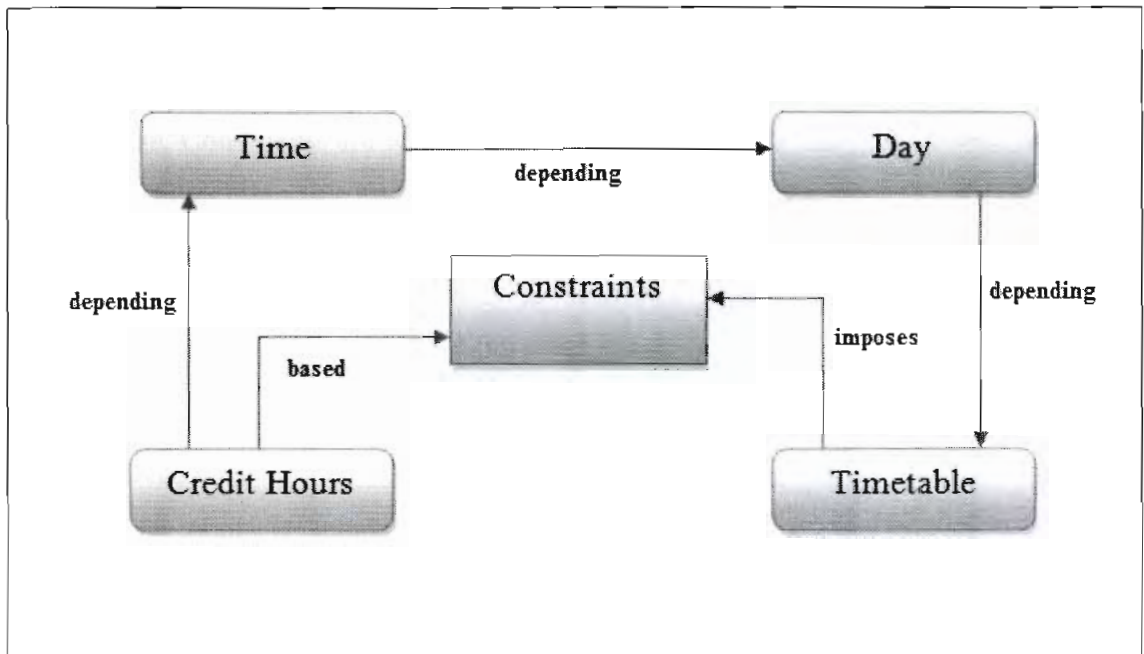 Time
Day
depending
Constraints
depending
depending
imposes
based
Credit Hours
Timetable